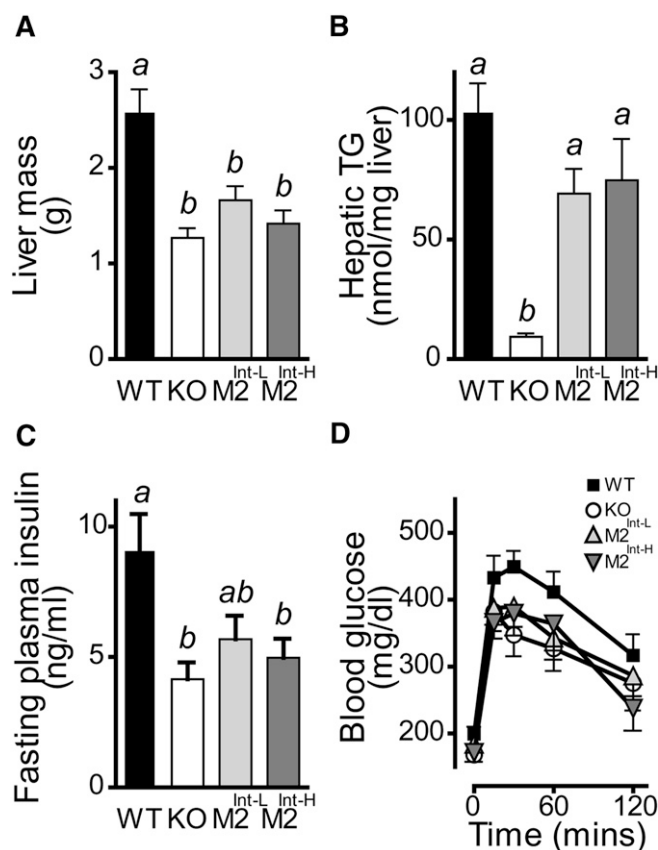 A
Liver mass
(g)
3
2
1
0
a
b
b
b
WT KO M2 Int-L M2 Int-H
B
Hepatic TG
(nmol/mg liver)
100
50
0
a
b
a
a
WT KO M2 Int-L M2 Int-H
C
Fasting plasma insulin
(ng/ml)
10
5
0
a
b
ab
b
WT KO M2 Int-L M2 Int-H
D
WT
KO
M2 Int-L
M2 Int-H
Blood glucose
(mg/dl)
500
400
300
200
0 60 120
Time (mins)